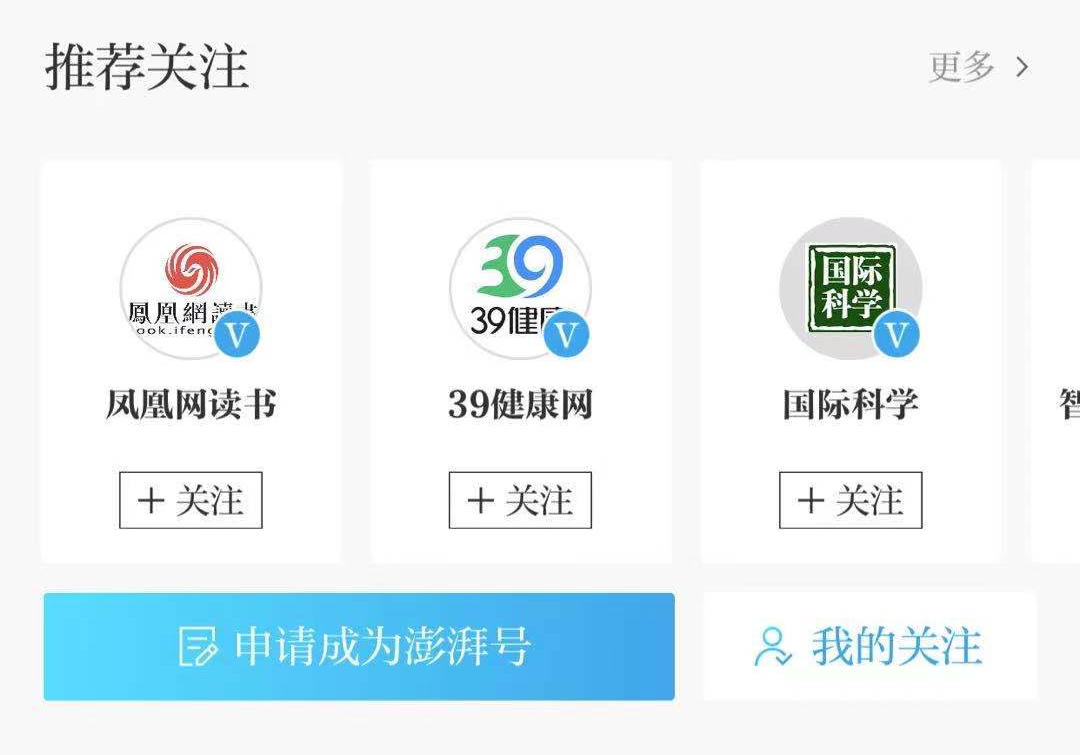 推荐关注
更多
鳳凰網讀書
ook.ifeng
39
39健康
国际
科学
V
V
V
凤凰网读书
39健康网
国际科学
智
+ 关注
+ 关注
+ 关注
申请成为澎湃号
我的关注